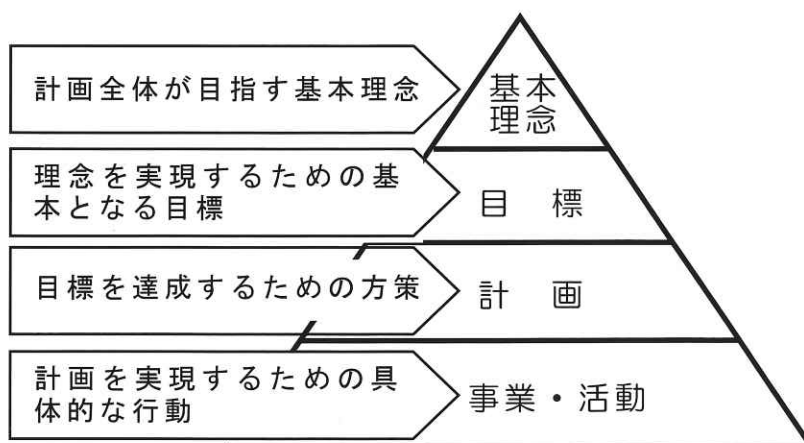 計画全体が目指す基本理念
基本
理念
理念を実現するための基
本となる目標
目 標
目標を達成するための方策
計 画
計画を実現するための具
体的な行動
事業・活動